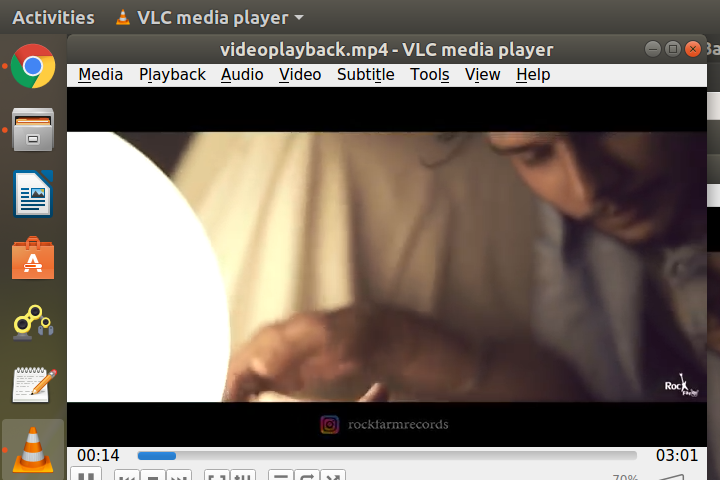 Activities VLC media player
videoplayback.mp4 - VLC media player
Media Playback Audio Video Subtitle Tools View Help
Rock
rockfarmrecords
00:14 03:01
70%